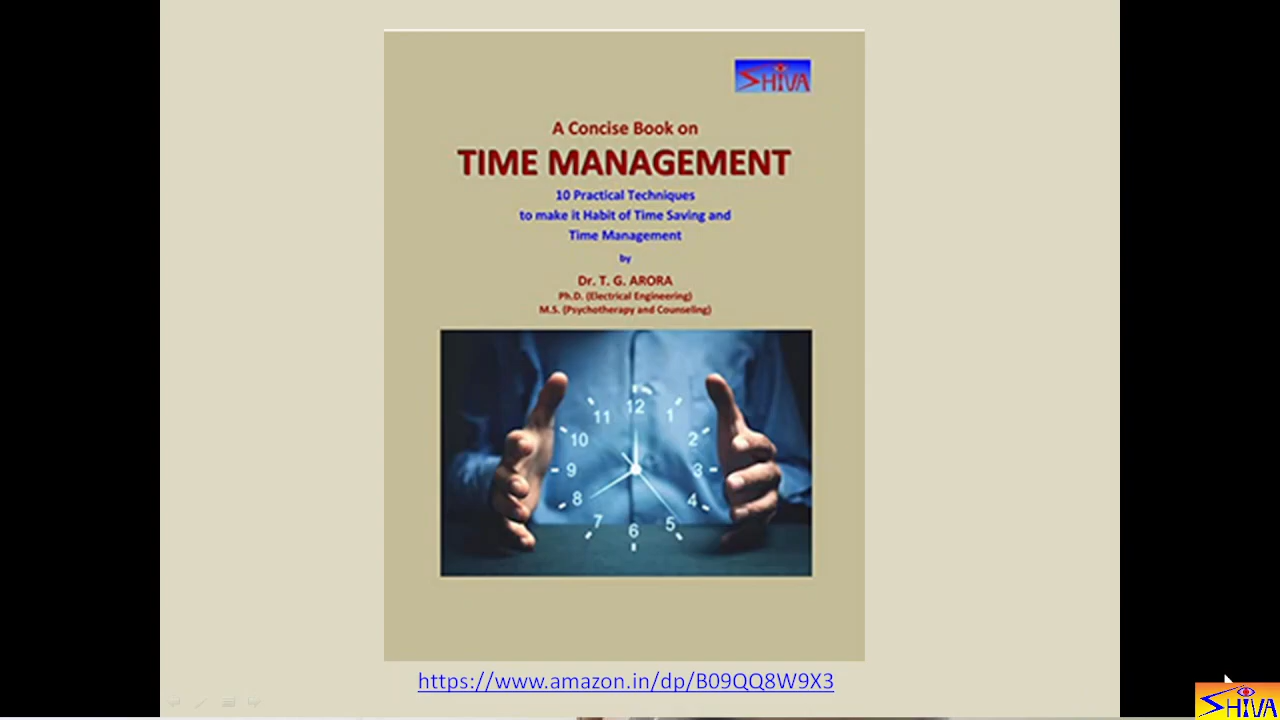 SHIVA
A Concise Book on
TIME MANAGEMENT
10 Practical Techniques
to make it Habit of Time Saving and
Time Management
by
Dr. T. G. ARORA
Ph.D. (Electrical Engineering)
M.S. (Psychotherapy and Counseling)
12
11
1
10
2
9
3
8
4
7
5
6
https://www.amazon.in/dp/B09QQ8W9X3
SHIVA